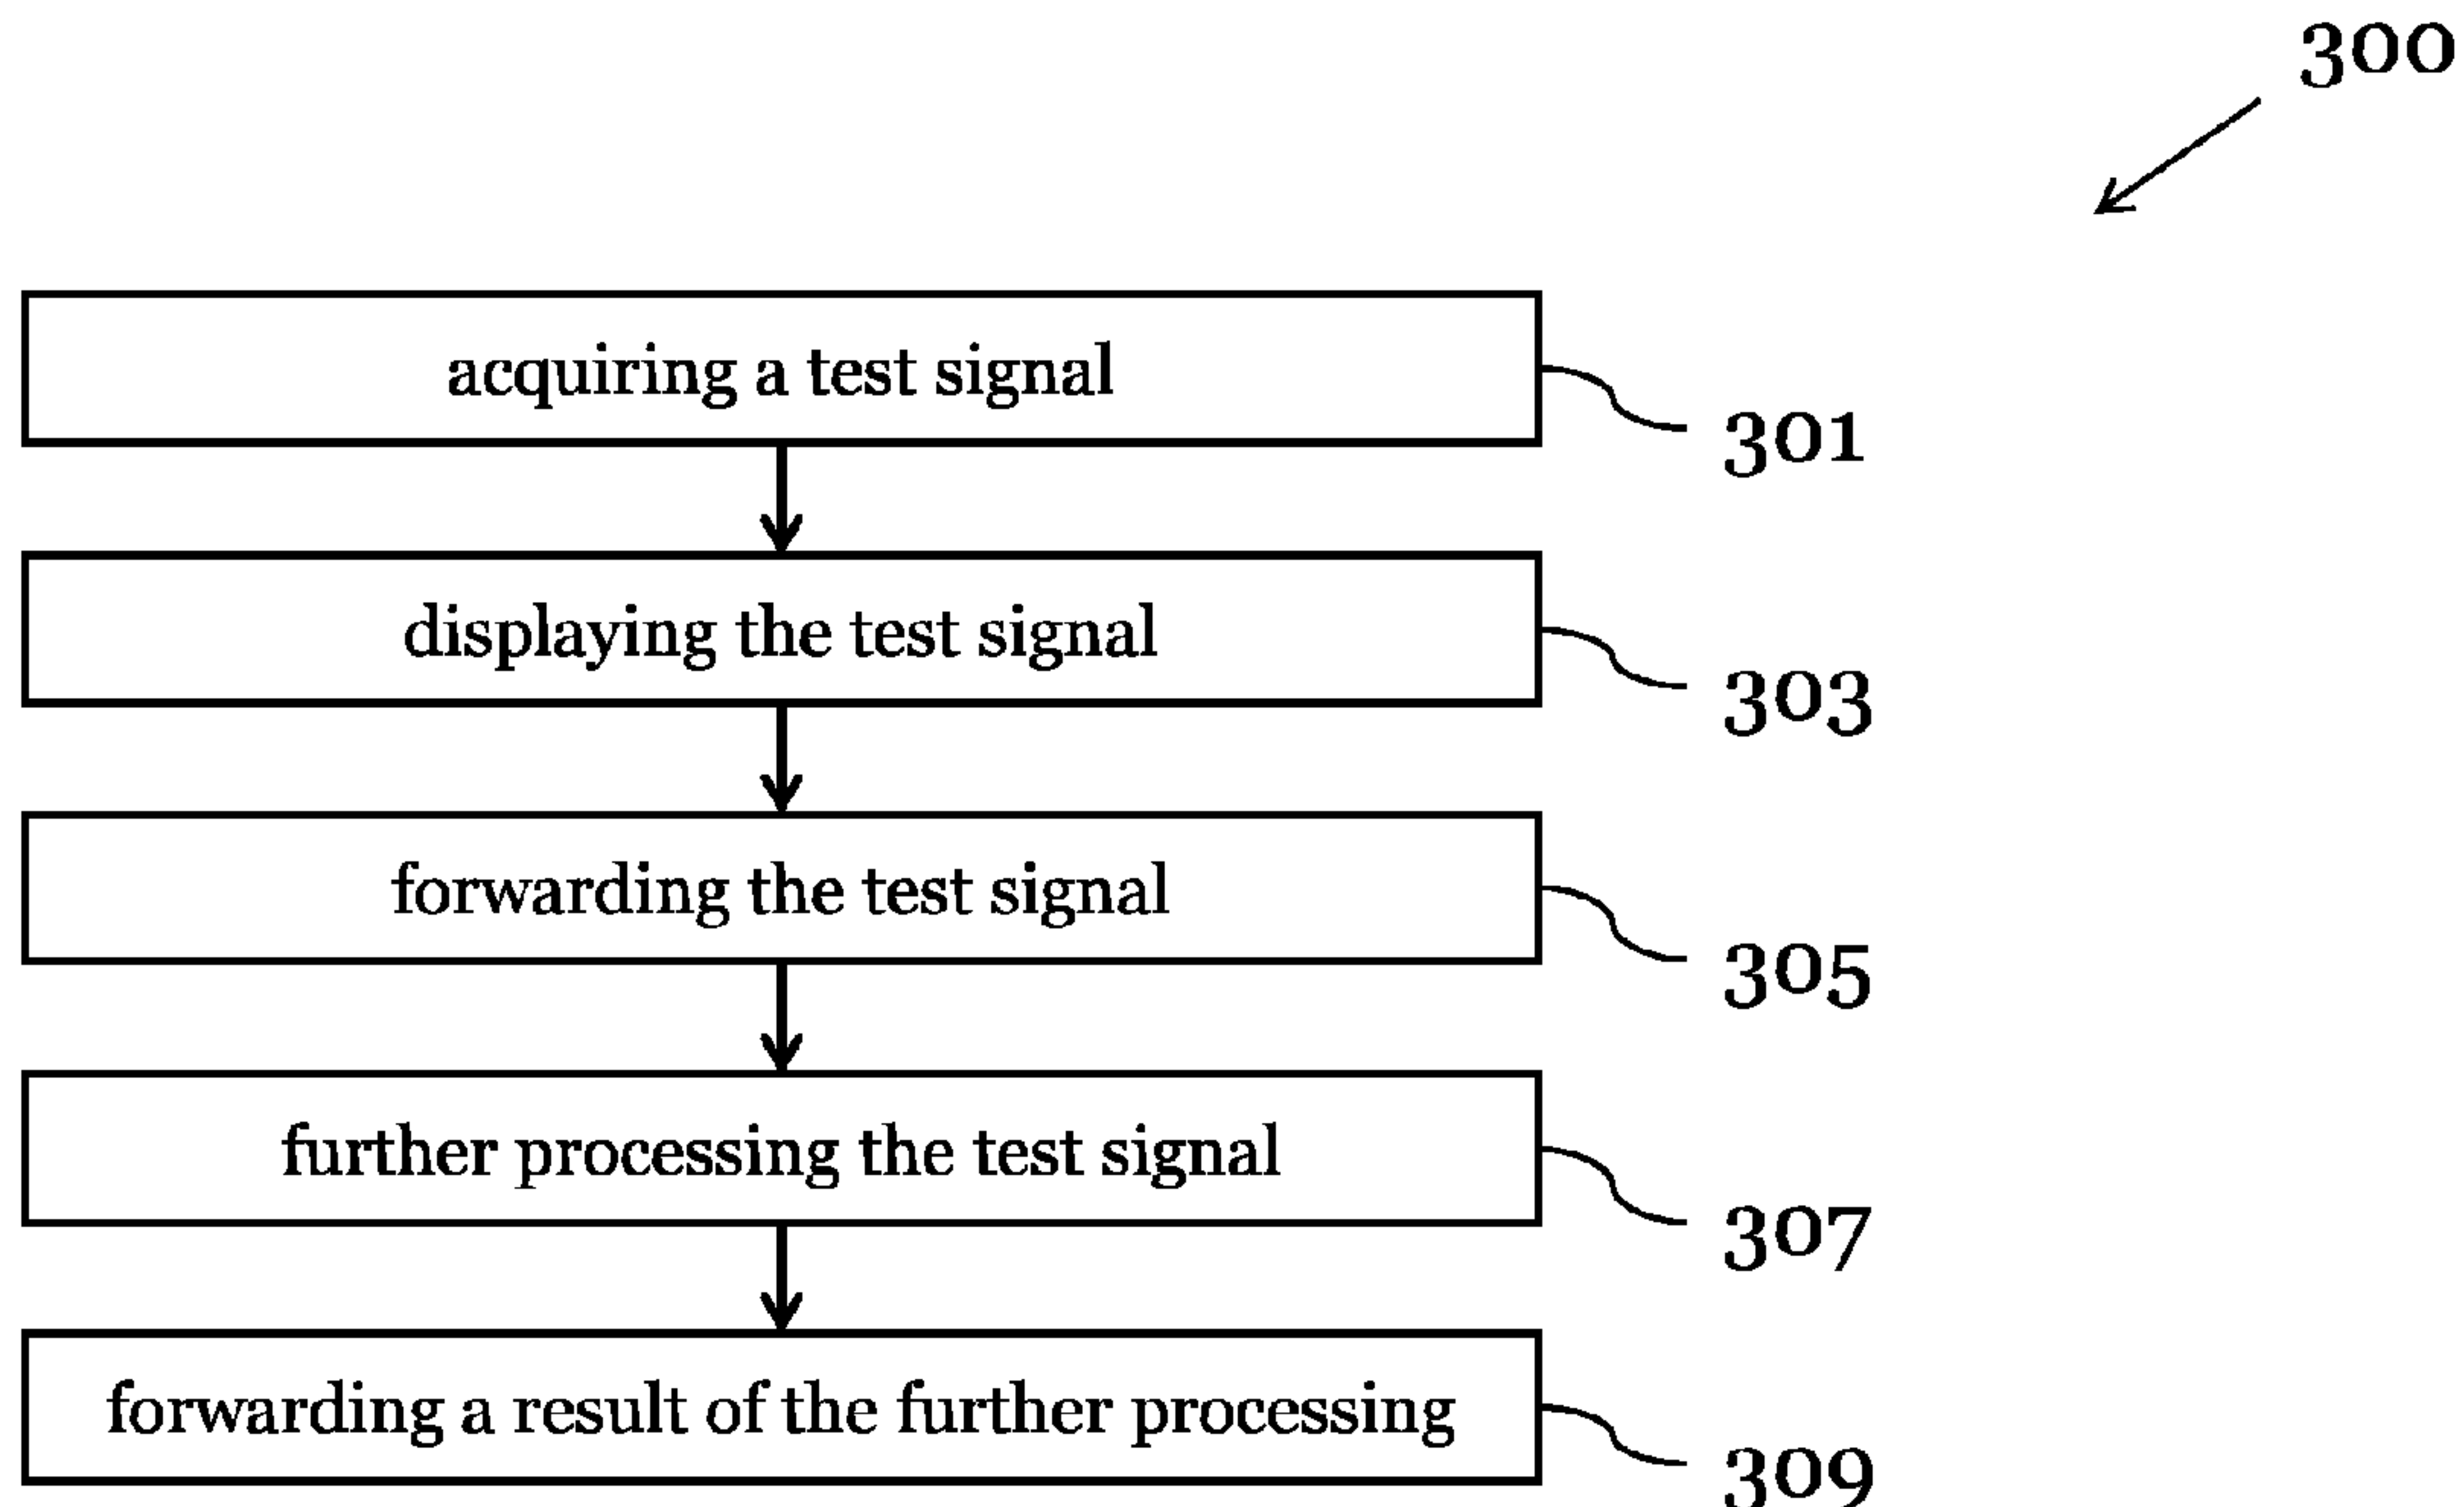 300
acquiring a test signal
301
displaying the test signal
303
forwarding the test signal
305
further processing the test signal
307
forwarding a result of the further processing
309